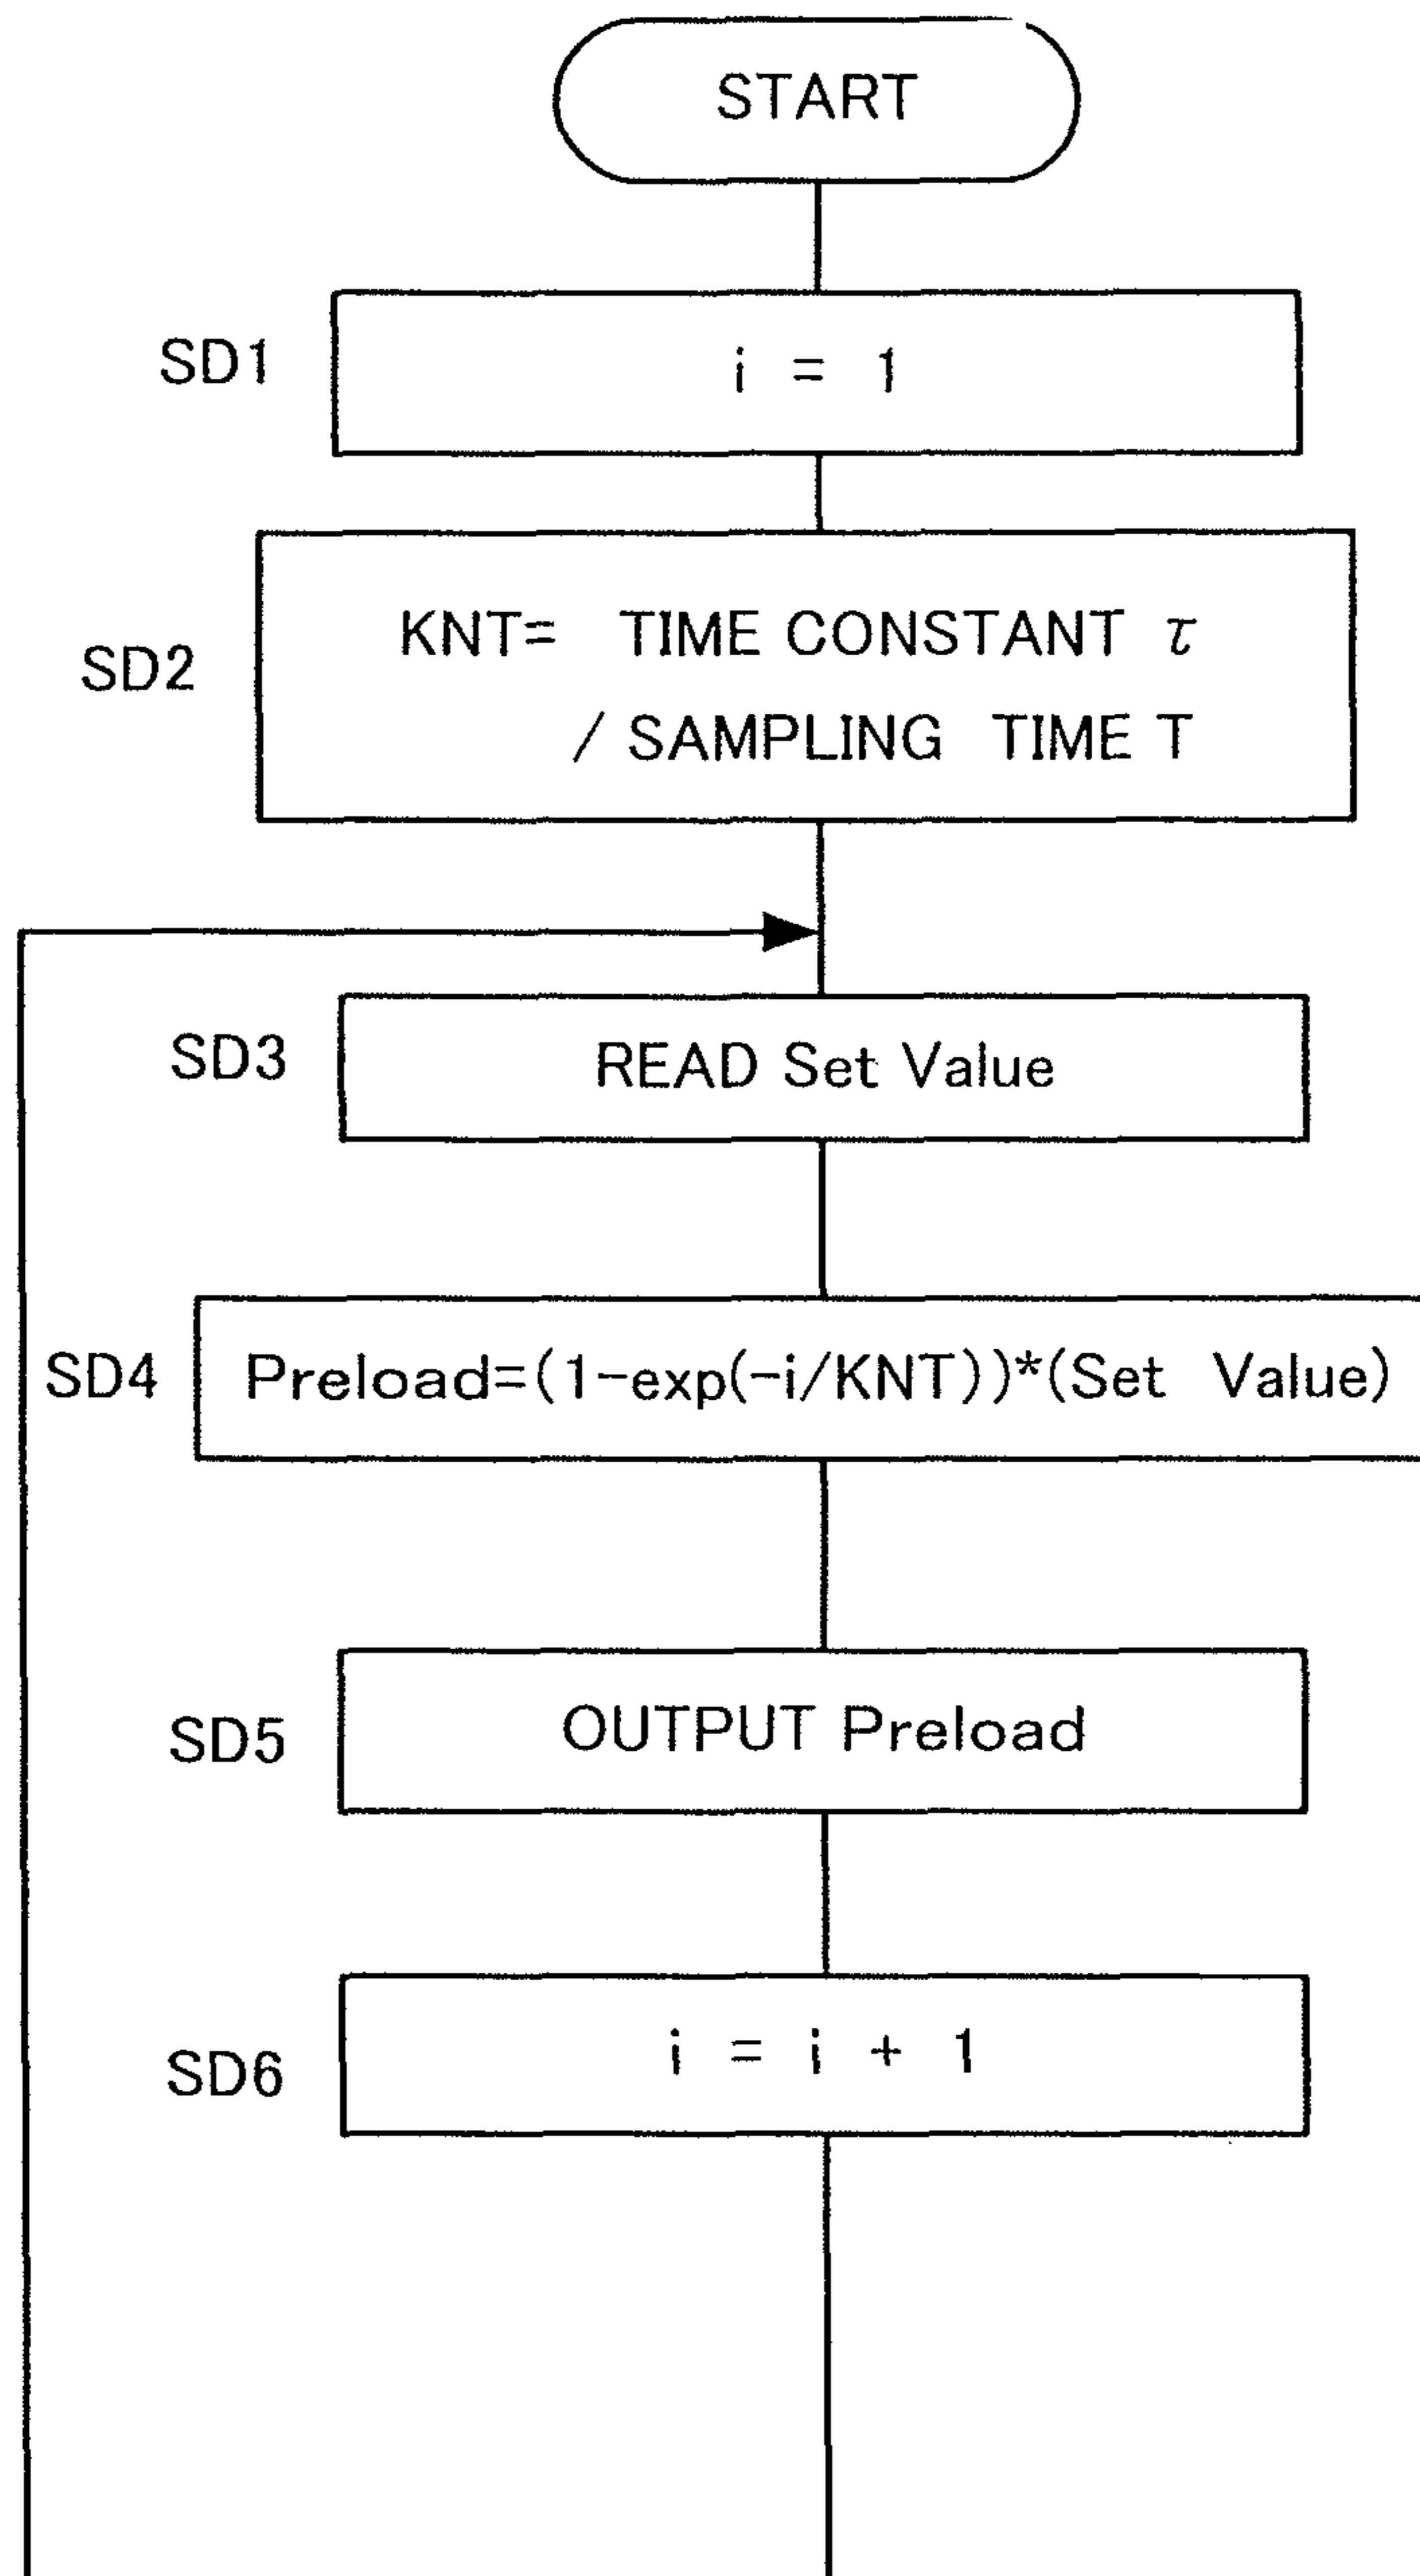 START
SD1
i = 1
SD2
KNT= TIME CONSTANT τ
/ SAMPLING TIME T
SD3
READ Set Value
SD4
Preload=(1-exp(-i/KNT))*(Set Value)
SD5
OUTPUT Preload
SD6
i = i + 1